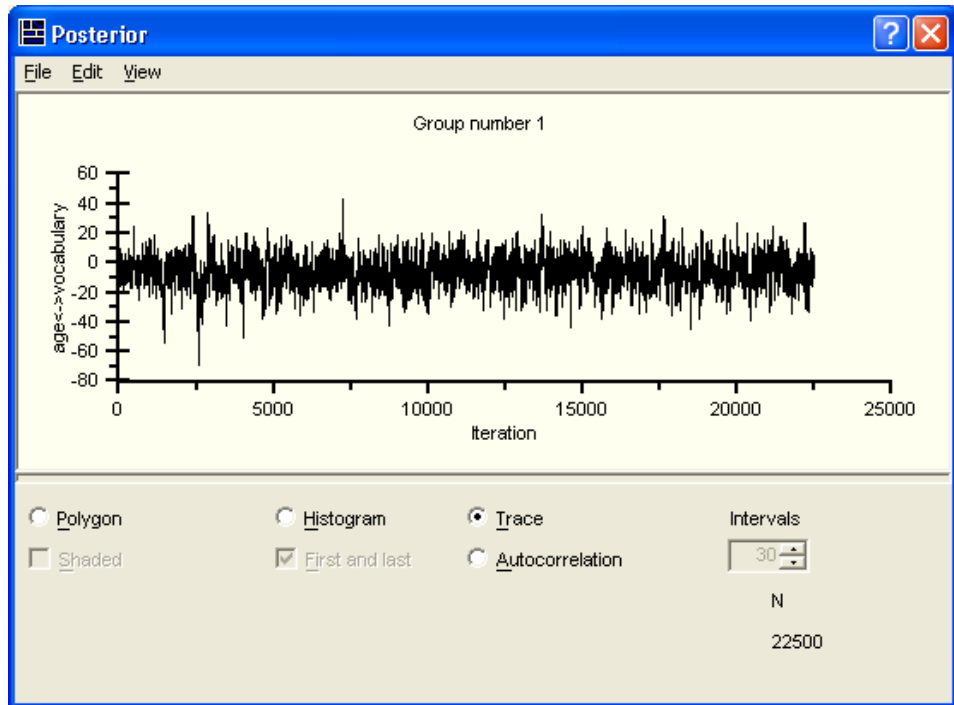 Posterior
File Edit View
Group number 1
60
40
20
0
-20
-40
-60
-80
age<->vocabulary
0 5000 10000 15000 20000 25000
Iteration
Polygon Histogram Trace Intervals
Shaded First and last Autocorrelation 30
N
22500